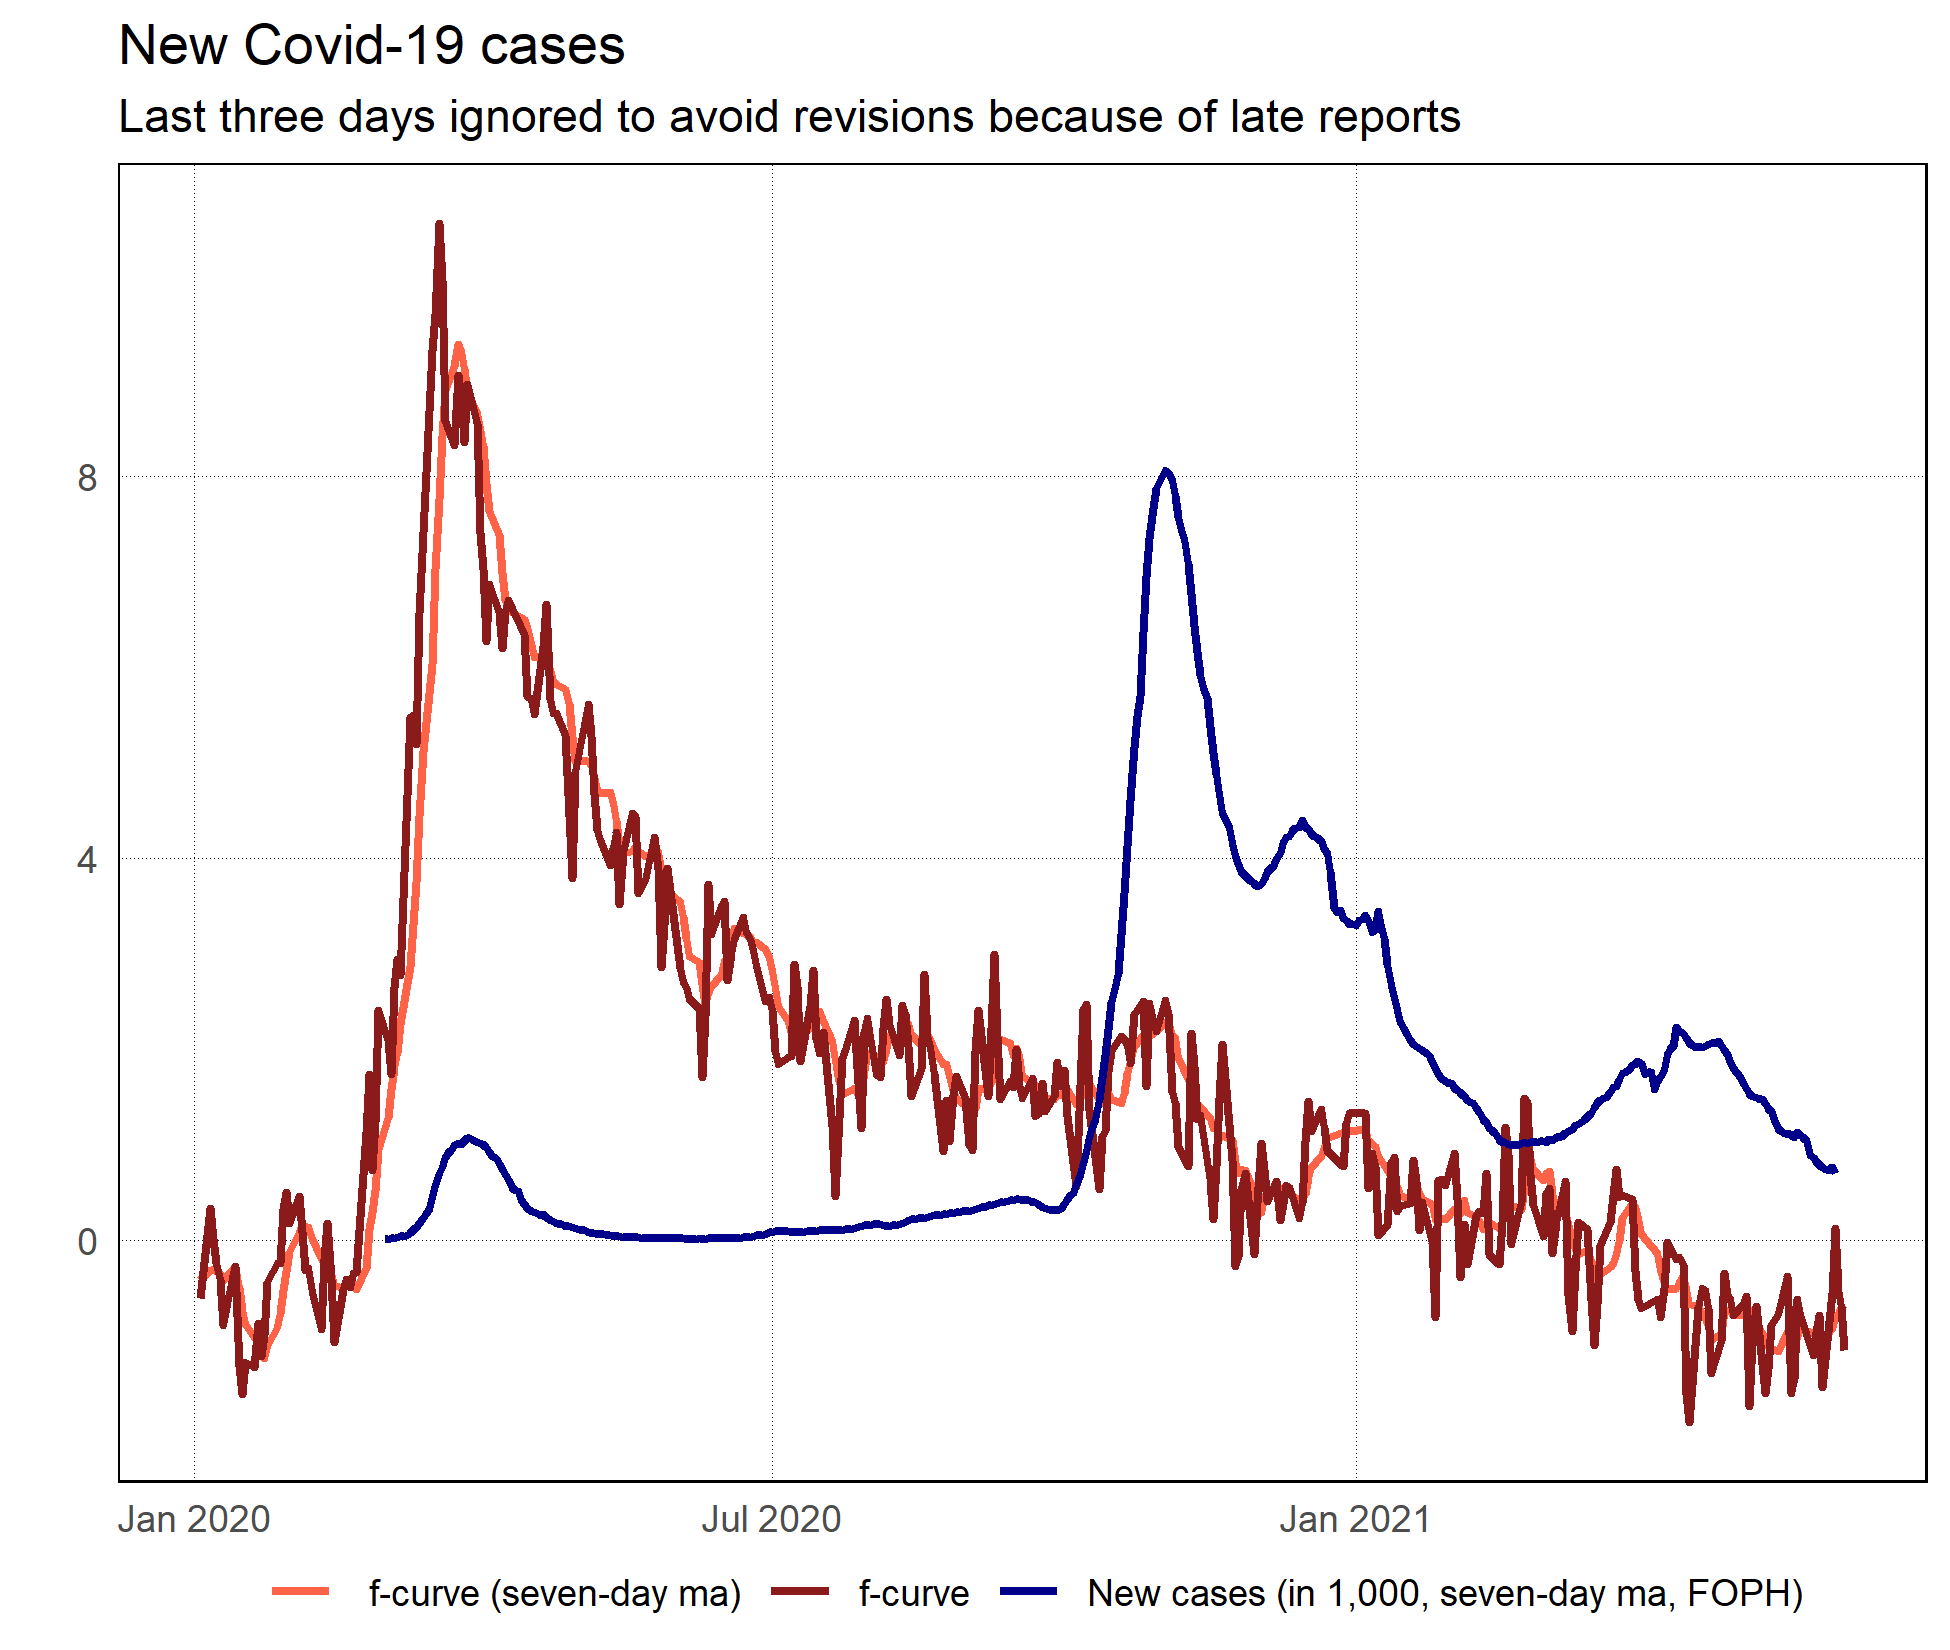 New Covid-19 cases
Last three days ignored to avoid revisions because of late reports
8
4
0
Jan 2020 Jul 2020 Jan 2021
f-curve (seven-day ma) f-curve New cases (in 1,000, seven-day ma, FOPH)